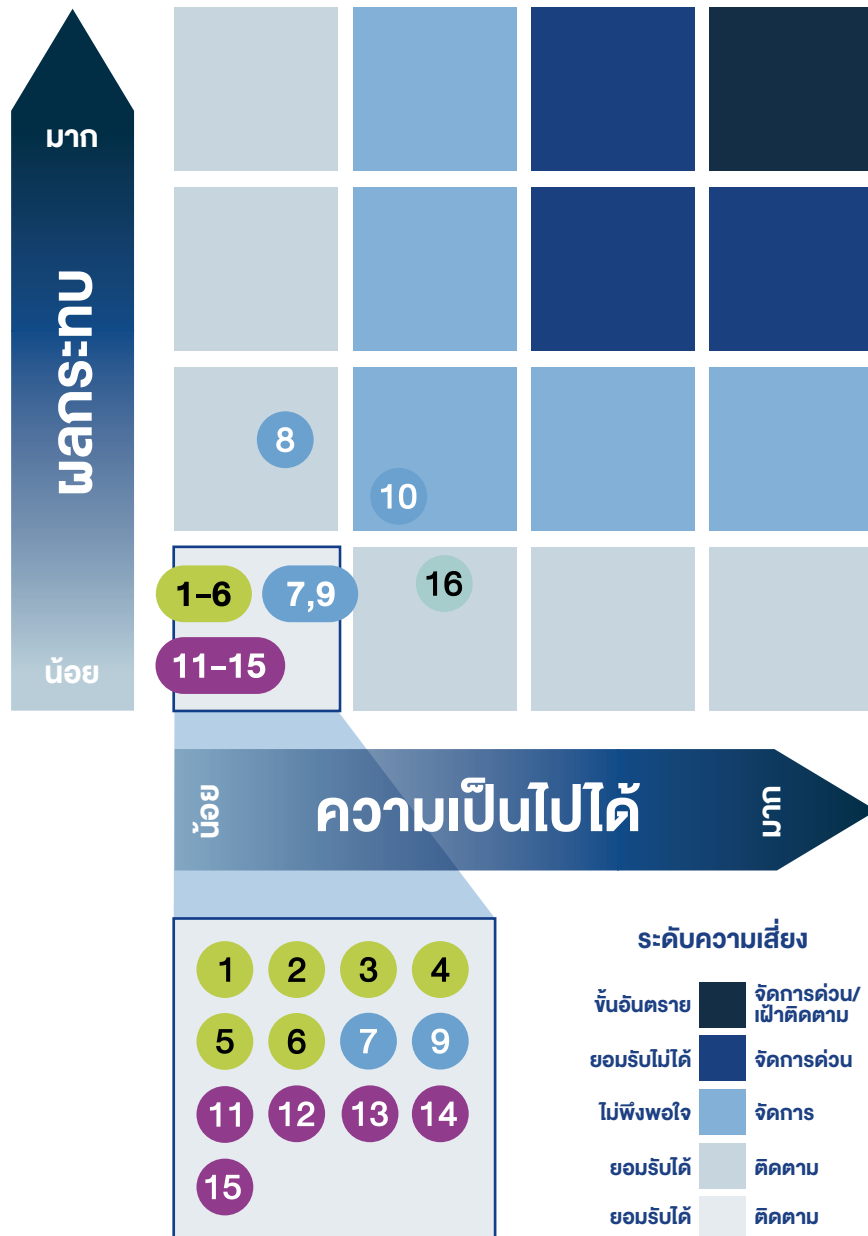 มาก
ผลกระทบ
น้อย
8
10
1–6
7,9
16
11–15
น้อย
ความเป็นไปได้
มาก
1
2
3
4
5
6
7
9
11
12
13
14
15
ระดับความเสี่ยง
ขั้นอันตราย
จัดการด่วน/
เฝ้าติดตาม
ยอมรับไม่ได้
จัดการด่วน
ไม่พึงพอใจ
จัดการ
ยอมรับได้
ติดตาม
ยอมรับได้
ติดตาม